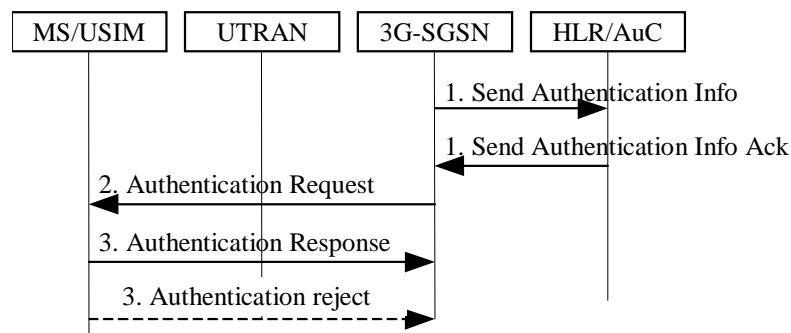 MS/USIM UTRAN 3G-SGSN HLR/AuC
1. Send Authentication Info
1. Send Authentication Info Ack
2. Authentication Request
3. Authentication Response
3. Authentication reject